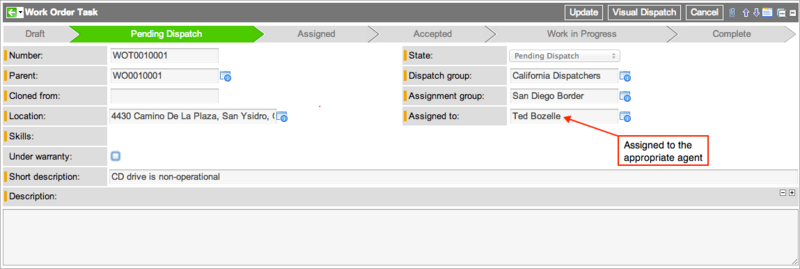 Work Order Task
Update Visual Dispatch Cancel
Draft Pending Dispatch Assigned Accepted Work in Progress Complete
Number: WOT0010001 State: Pending Dispatch
Parent: WO0010001 Dispatch group: California Dispatchers
Cloned from: Assignment group: San Diego Border
Location: 4430 Camino De La Plaza, San Ysidro, Assigned to: Ted Bozelle
Skills:
Assigned to the
appropriate agent
Under warranty:
Short description: CD drive is non-operational
Description: